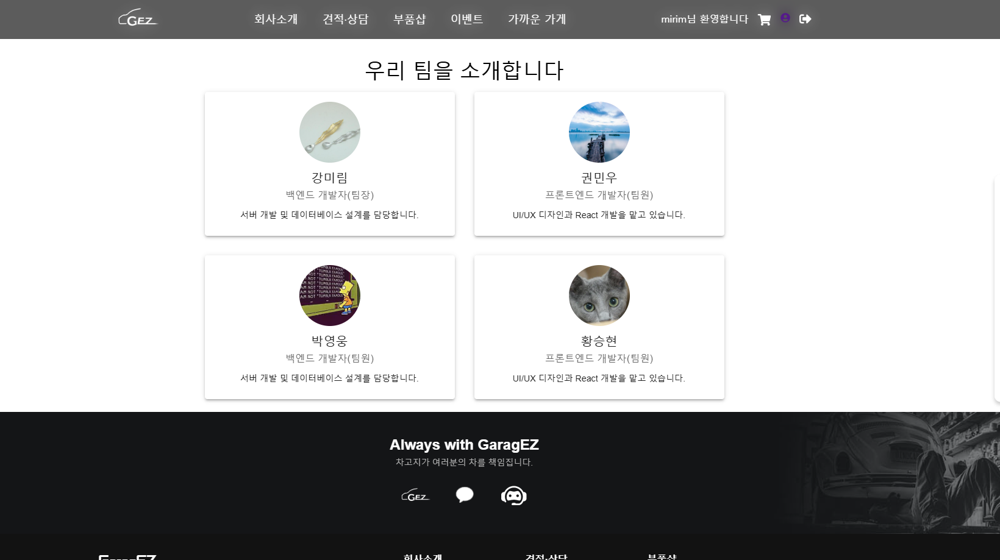 GEZ 회사소개 견적·상담 부품샵 이벤트 가까운 가게 mirim님 환영합니다
우리 팀을 소개합니다
강미림
백엔드 개발자(팀장)
서버 개발 및 데이터베이스 설계를 담당합니다.
권민우
프론트엔드 개발자(팀원)
UI/UX 디자인과 React 개발을 맡고 있습니다.
박영웅
백엔드 개발자(팀원)
서버 개발 및 데이터베이스 설계를 담당합니다.
황승현
프론트엔드 개발자(팀원)
UI/UX 디자인과 React 개발을 맡고 있습니다.
Always with GaragEZ
차고지가 여러분의 차를 책임집니다.
GEZ
GaragEZ 회사소개 견적·상담 부품샵